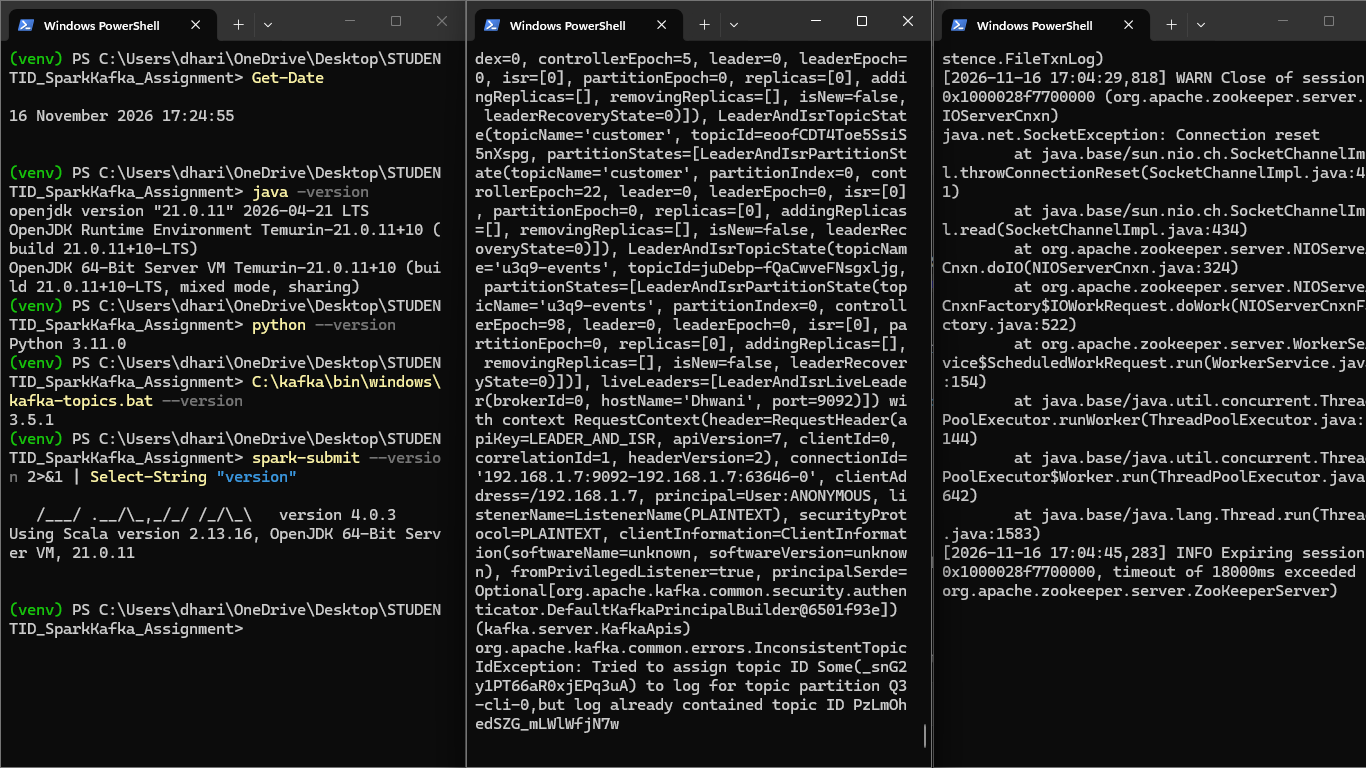 Windows PowerShell
(venv) PS C:\Users\dhari\OneDrive\Desktop\STUDEN
TID_SparkKafka_Assignment> Get-Date
16 November 2026 17:24:55
(venv) PS C:\Users\dhari\OneDrive\Desktop\STUDEN
TID_SparkKafka_Assignment> java -version
openjdk version "21.0.11" 2026-04-21 LTS
OpenJDK Runtime Environment Temurin-21.0.11+10 (
build 21.0.11+10-LTS)
OpenJDK 64-Bit Server VM Temurin-21.0.11+10 (bui
ld 21.0.11+10-LTS, mixed mode, sharing)
(venv) PS C:\Users\dhari\OneDrive\Desktop\STUDEN
TID_SparkKafka_Assignment> python --version
Python 3.11.0
(venv) PS C:\Users\dhari\OneDrive\Desktop\STUDEN
TID_SparkKafka_Assignment> C:\kafka\bin\windows\
kafka-topics.bat --version
3.5.1
(venv) PS C:\Users\dhari\OneDrive\Desktop\STUDEN
TID_SparkKafka_Assignment> spark-submit --versio
n 2>&1 | Select-String "version"
/___/ .__/\_,_/_/ /_/\_\   version 4.0.3
Using Scala version 2.13.16, OpenJDK 64-Bit Serv
er VM, 21.0.11
(venv) PS C:\Users\dhari\OneDrive\Desktop\STUDEN
TID_SparkKafka_Assignment>
Windows PowerShell
dex=0, controllerEpoch=5, leader=0, leaderEpoch=
0, isr=[0], partitionEpoch=0, replicas=[0], addi
ngReplicas=[], removingReplicas=[], isNew=false,
leaderRecoveryState=0)]), LeaderAndIsrTopicSta
te(topicName='customer', topicId=eoofCDT4Toe5SsiS
5nXspg, partitionStates=[LeaderAndIsrPartitionSt
ate(topicName='customer', partitionIndex=0, cont
rollerEpoch=22, leader=0, leaderEpoch=0, isr=[0]
, partitionEpoch=0, replicas=[0], addingReplicas
=[], removingReplicas=[], isNew=false, leaderRec
overyState=0)]), LeaderAndIsrTopicState(topicNam
e='u3q9-events', topicId=juDebp-fQaCwveFNsgxljg,
partitionStates=[LeaderAndIsrPartitionState(top
icName='u3q9-events', partitionIndex=0, controll
erEpoch=98, leader=0, leaderEpoch=0, isr=[0], pa
rtitionEpoch=0, replicas=[0], addingReplicas=[],
removingReplicas=[], isNew=false, leaderRecover
yState=0)])], liveLeaders=[LeaderAndIsrLiveLeade
r(brokerId=0, hostName='Dhwani', port=9092)]) wi
th context RequestContext(header=RequestHeader(a
piKey=LEADER_AND_ISR, apiVersion=7, clientId=0,
correlationId=1, headerVersion=2), connectionId=
'192.168.1.7:9092-192.168.1.7:63646-0', clientAd
dress=/192.168.1.7, principal=User:ANONYMOUS, li
stenerName=ListenerName(PLAINTEXT), securityProt
ocol=PLAINTEXT, clientInformation=ClientInformat
ion(softwareName=unknown, softwareVersion=unknow
n), fromPrivilegedListener=true, principalSerde=
Optional[org.apache.kafka.common.security.authen
ticator.DefaultKafkaPrincipalBuilder@6501f93e])
(kafka.server.KafkaApis)
org.apache.kafka.common.errors.InconsistentTopic
IdException: Tried to assign topic ID Some(_snG2
y1PT66aR0xjEPq3uA) to log for topic partition Q3
-cli-0,but log already contained topic ID PzLmOh
edSZG_mLWlWfjN7w
Windows PowerShell
stence.FileTxnLog)
[2026-11-16 17:04:29,818] WARN Close of session
0x1000028f7700000 (org.apache.zookeeper.server.
IOServerCnxn)
java.net.SocketException: Connection reset
at java.base/sun.nio.ch.SocketChannelIm
l.throwConnectionReset(SocketChannelImpl.java:4
1)
at java.base/sun.nio.ch.SocketChannelIm
l.read(SocketChannelImpl.java:434)
at org.apache.zookeeper.server.NIOServe
Cnxn.doIO(NIOServerCnxn.java:324)
at org.apache.zookeeper.server.NIOServe
CnxnFactory$IOWorkRequest.doWork(NIOServerCnxnF
ctory.java:522)
at org.apache.zookeeper.server.WorkerSe
vice$ScheduledWorkRequest.run(WorkerService.jav
:154)
at java.base/java.util.concurrent.Threa
PoolExecutor.runWorker(ThreadPoolExecutor.java:
144)
at java.base/java.util.concurrent.Threa
PoolExecutor$Worker.run(ThreadPoolExecutor.java
642)
at java.base/java.lang.Thread.run(Threa
.java:1583)
[2026-11-16 17:04:45,283] INFO Expiring session
0x1000028f7700000, timeout of 18000ms exceeded
org.apache.zookeeper.server.ZooKeeperServer)